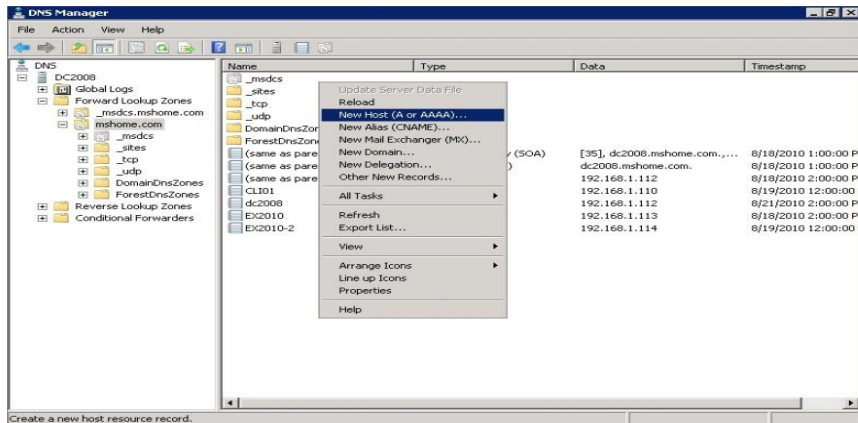 DNS Manager
File Action View Help
DNS
DC2008
Global Logs
Forward Lookup Zones
_msdcs.mshome.com
mshome.com
_msdcs
_sites
_tcp
_udp
DomainDnsZones
ForestDnsZones
Reverse Lookup Zones
Conditional Forwarders
Name Type Data Timestamp
_msdcs
_sites
_tcp
_udp
DomainDnsZor
ForestDnsZon
(same as pare (SOA) [35], dc2008.mshome.com.,... 8/18/2010 1:00:00 P
(same as pare ) dc2008.mshome.com. 8/18/2010 1:00:00 P
(same as pare 192.168.1.112 8/18/2010 2:00:00 P
CLI01 192.168.1.110 8/19/2010 12:00:00
dc2008 192.168.1.112 8/21/2010 2:00:00 P
EX2010 192.168.1.113 8/18/2010 2:00:00 P
EX2010-2 192.168.1.114 8/19/2010 12:00:00
Update Server Data File
Reload
New Host (A or AAAA)...
New Alias (CNAME)...
New Mail Exchanger (MX)...
New Domain...
New Delegation...
Other New Records...
All Tasks
Refresh
Export List...
View
Arrange Icons
Line up Icons
Properties
Help
Create a new host resource record.